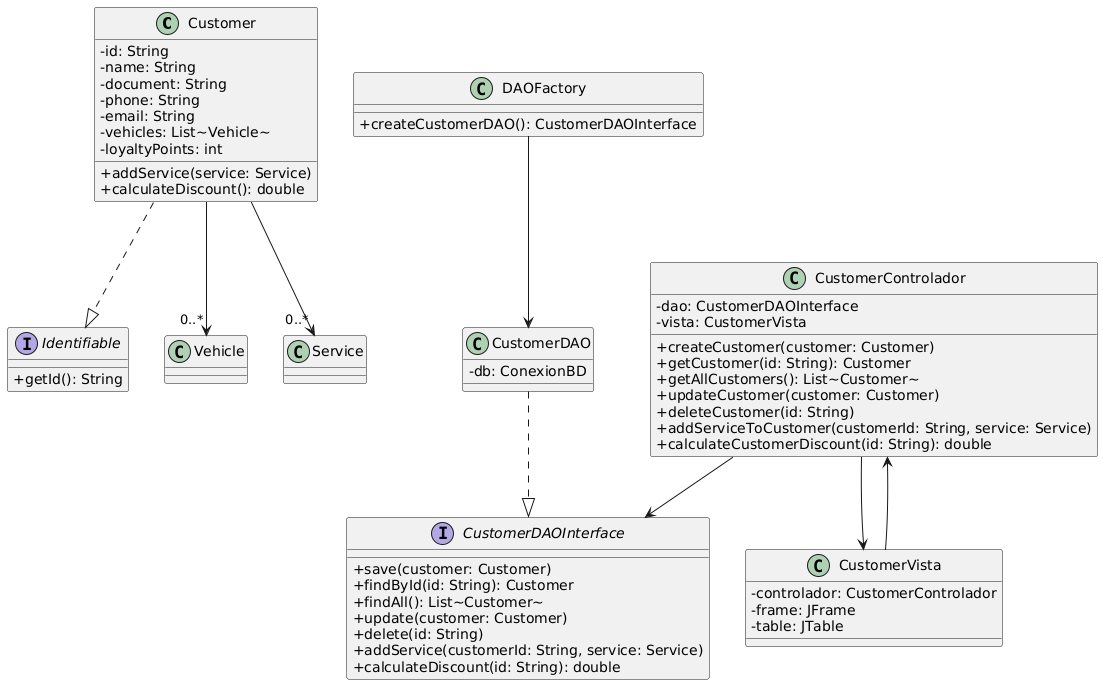 C Customer
-id: String
-name: String
-document: String
-phone: String
-email: String
-vehicles: List~Vehicle~
-loyaltyPoints: int
+addService(service: Service)
+calculateDiscount(): double
C DAOFactory
+createCustomerDAO(): CustomerDAOInterface
C CustomerControlador
-dao: CustomerDAOInterface
-vista: CustomerVista
+createCustomer(customer: Customer)
+getCustomer(id: String): Customer
+getAllCustomers(): List~Customer~
+updateCustomer(customer: Customer)
+deleteCustomer(id: String)
+addServiceToCustomer(customerId: String, service: Service)
+calculateCustomerDiscount(id: String): double
0..*
0..*
I Identifiable
+getId(): String
C Vehicle
C Service
C CustomerDAO
-db: ConexionBD
I CustomerDAOInterface
+save(customer: Customer)
+findById(id: String): Customer
+findAll(): List~Customer~
+update(customer: Customer)
+delete(id: String)
+addService(customerId: String, service: Service)
+calculateDiscount(id: String): double
C CustomerVista
-controlador: CustomerControlador
-frame: JFrame
-table: JTable